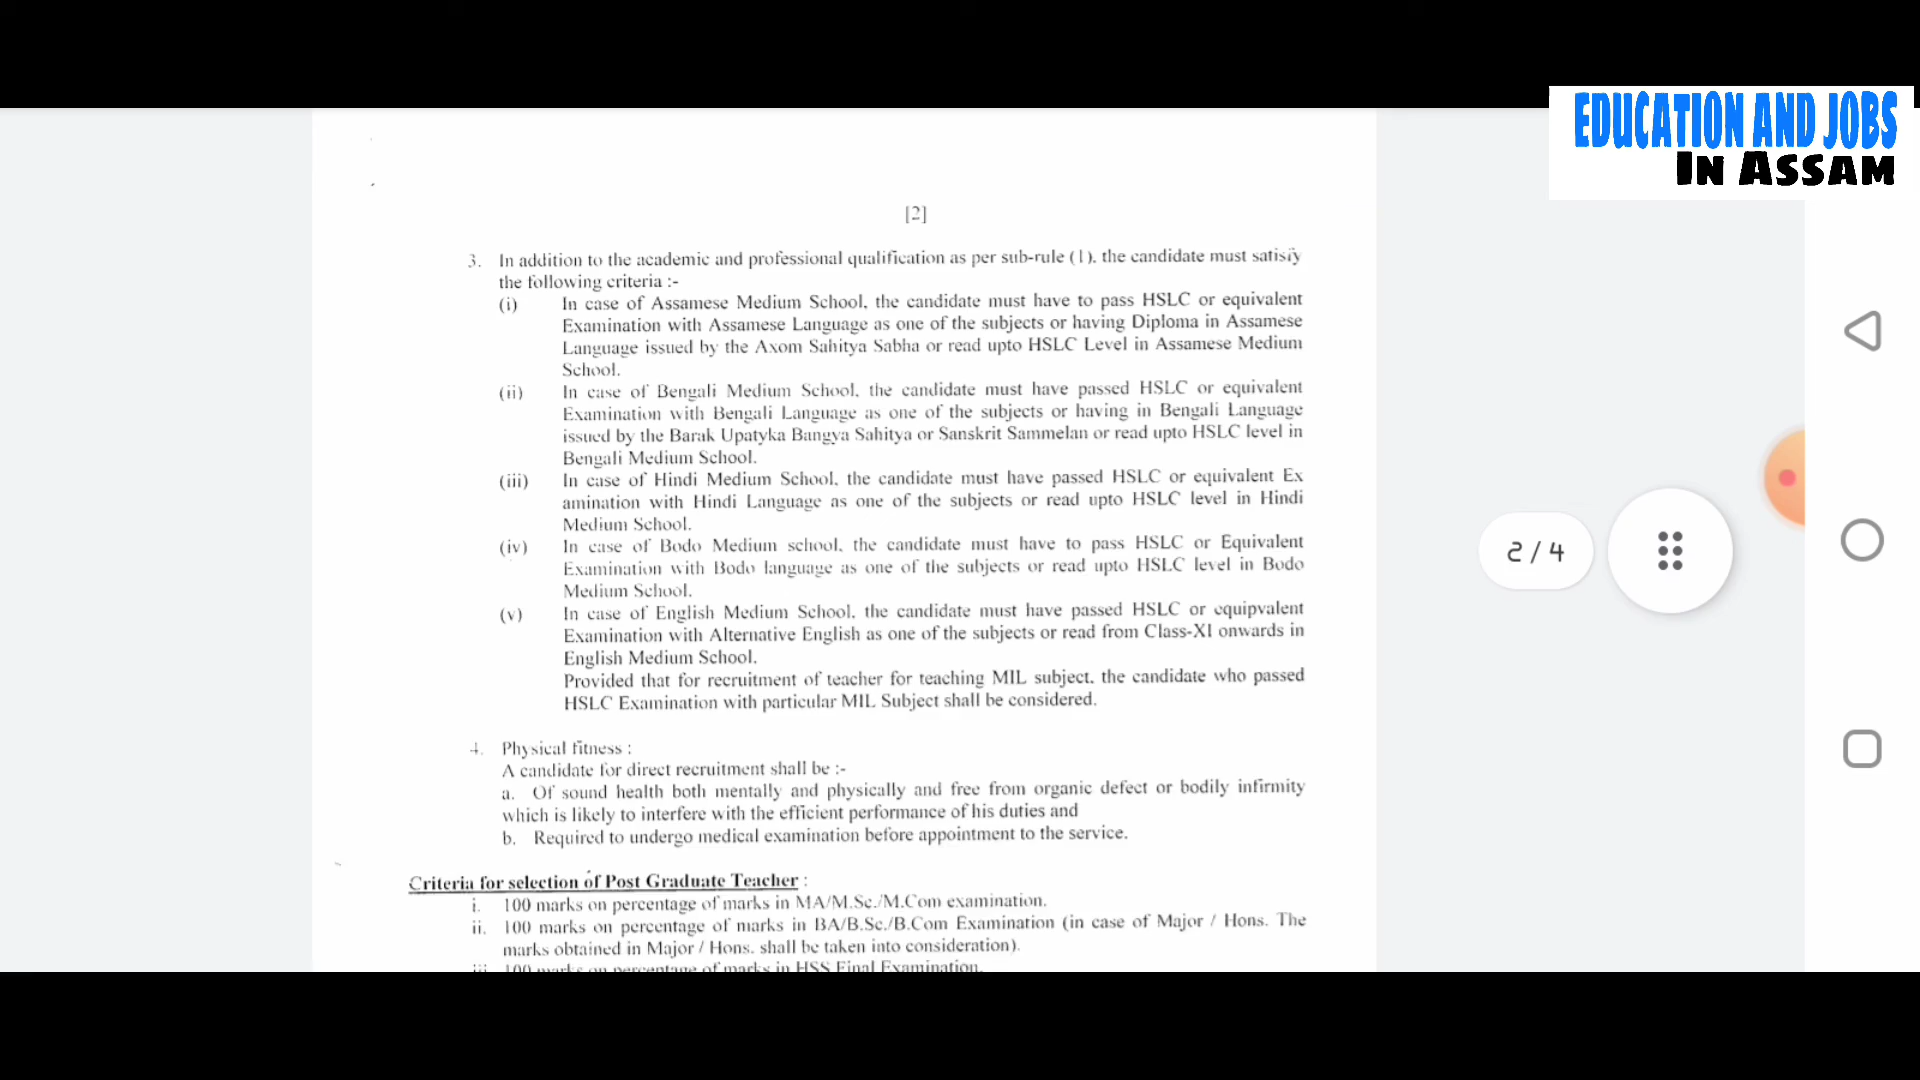 EDUCATION AND JOBS
IN ASSAM
[2]
3. In addition to the academic and professional qualification as per sub-rule (1). the candidate must satisfy
the following criteria :-
(i) In case of Assamese Medium School, the candidate must have to pass HSLC or equivalent
Examination with Assamese Language as one of the subjects or having Diploma in Assamese
Language issued by the Axom Sahitya Sabha or read upto HSLC Level in Assamese Medium
School.
(ii) In case of Bengali Medium School, the candidate must have passed HSLC or equivalent
Examination with Bengali Language as one of the subjects or having in Bengali Language
issued by the Barak Upatyka Bangya Sahitya or Sanskrit Sammelan or read upto HSLC level in
Bengali Medium School.
(iii) In case of Hindi Medium School, the candidate must have passed HSLC or equivalent Ex
amination with Hindi Language as one of the subjects or read upto HSLC level in Hindi
Medium School.
(iv) In case of Bodo Medium school, the candidate must have to pass HSLC or Equivalent
Examination with Bodo language as one of the subjects or read upto HSLC level in Bodo
Medium School.
(v) In case of English Medium School, the candidate must have passed HSLC or equipvalent
Examination with Alternative English as one of the subjects or read from Class-XI onwards in
English Medium School.
Provided that for recruitment of teacher for teaching MIL subject, the candidate who passed
HSLC Examination with particular MIL Subject shall be considered.
4. Physical fitness :
A candidate for direct recruitment shall be :-
a. Of sound health both mentally and physically and free from organic defect or bodily infirmity
which is likely to interfere with the efficient performance of his duties and
b. Required to undergo medical examination before appointment to the service.
Criteria for selection of Post Graduate Teacher :
i. 100 marks on percentage of marks in MA/M.Sc./M.Com examination.
ii. 100 marks on percentage of marks in BA/B.Sc./B.Com Examination (in case of Major / Hons. The
marks obtained in Major / Hons. shall be taken into consideration).
iii 100 marks on percentage of marks in HSS Final Examination.
2 / 4